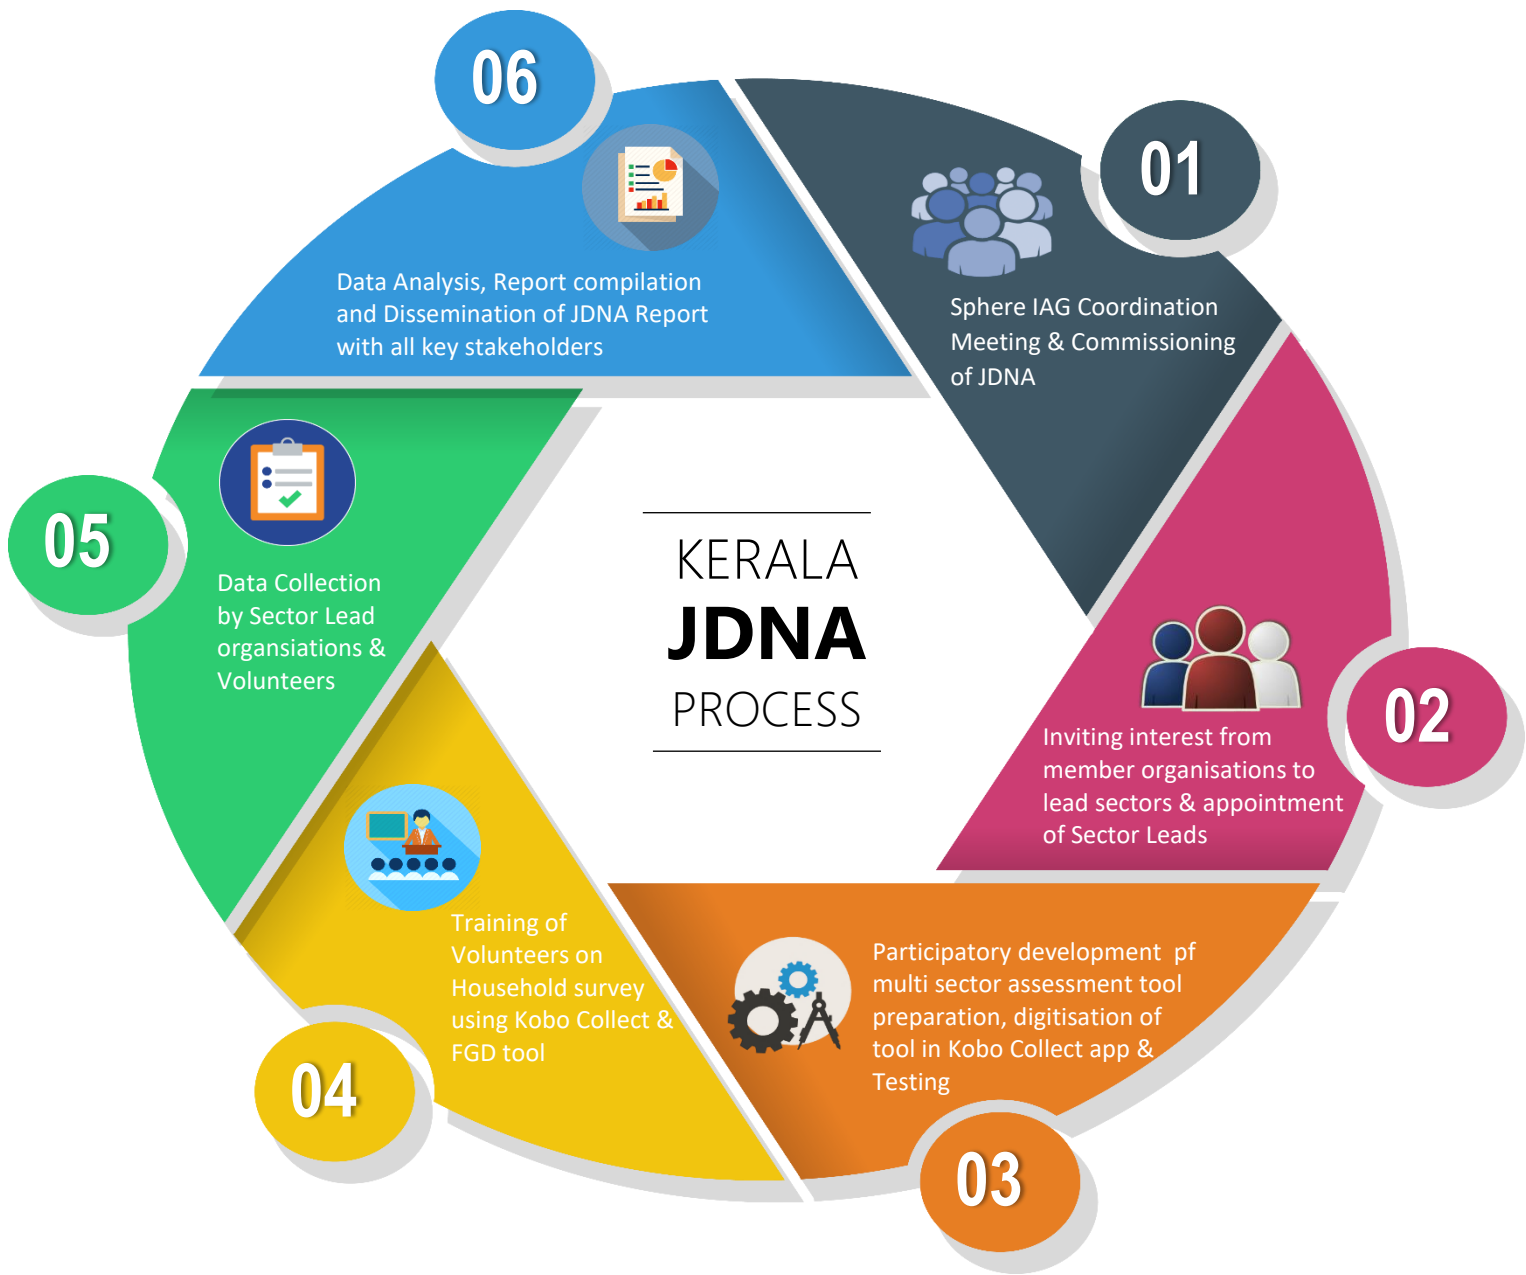 KERALA
JDNA
PROCESS
01
Sphere IAG Coordination
Meeting & Commissioning
of JDNA
02
Inviting interest from
member organisations to
lead sectors & appointment
of Sector Leads
03
Participatory development  pf
multi sector assessment tool
preparation, digitisation of
tool in Kobo Collect app &
Testing
04
Training of
Volunteers on
Household survey
using Kobo Collect &
FGD tool
05
Data Collection
by Sector Lead
organsiations &
Volunteers
06
Data Analysis, Report compilation
and Dissemination of JDNA Report
with all key stakeholders